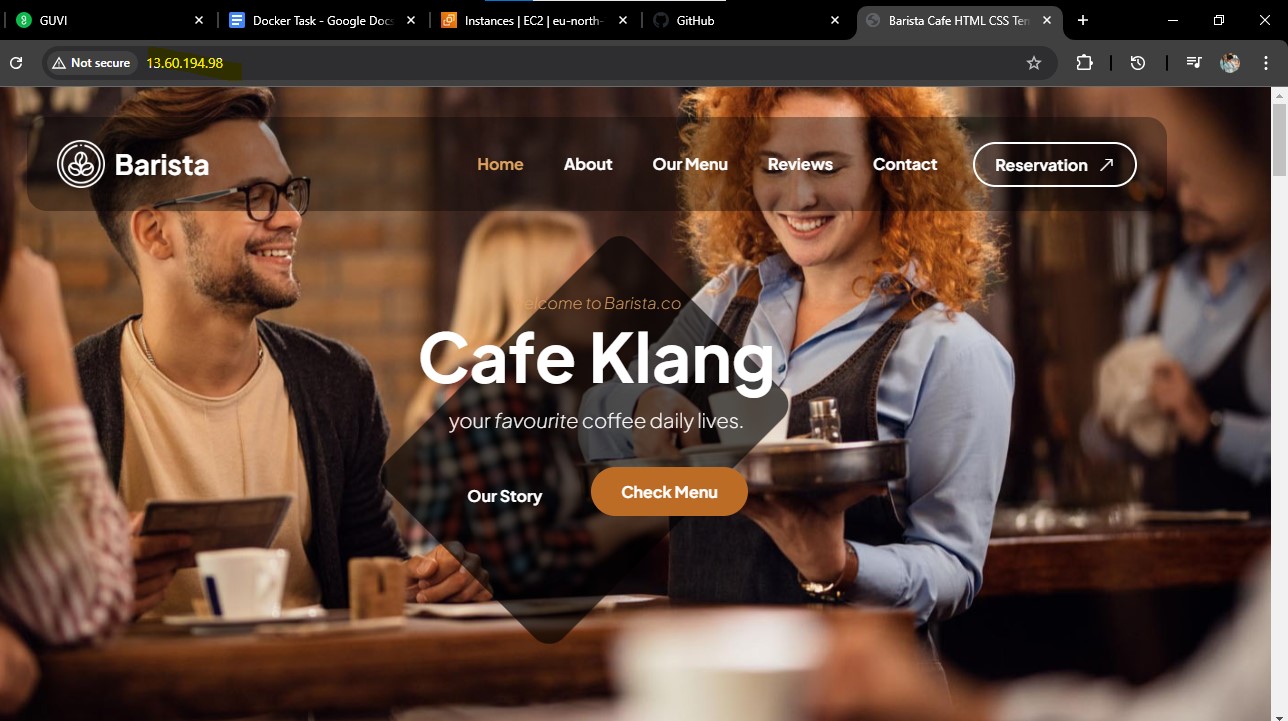 GUVI
Docker Task - Google Docs
Instances | EC2 | eu-north-
GitHub
Barista Cafe HTML CSS Ten
Not secure
13.60.194.98
Barista
Home
About
Our Menu
Reviews
Contact
Reservation
elcome to Barista.co
Cafe Klang
your favourite coffee daily lives.
Our Story
Check Menu